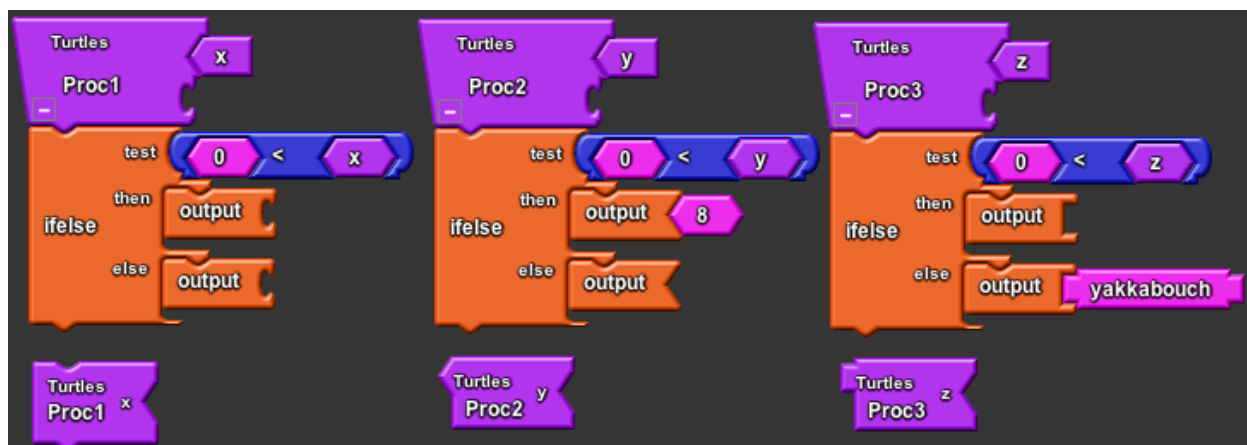 Turtles
x
Proc1
–
test 0 < x
then output
ifelse
else output
Turtles
Proc1 x
Turtles
y
Proc2
–
test 0 < y
then output 8
ifelse
else output
Turtles
Proc2 y
Turtles
z
Proc3
–
test 0 < z
then output
ifelse
else output yakkabouch
Turtles
Proc3 z